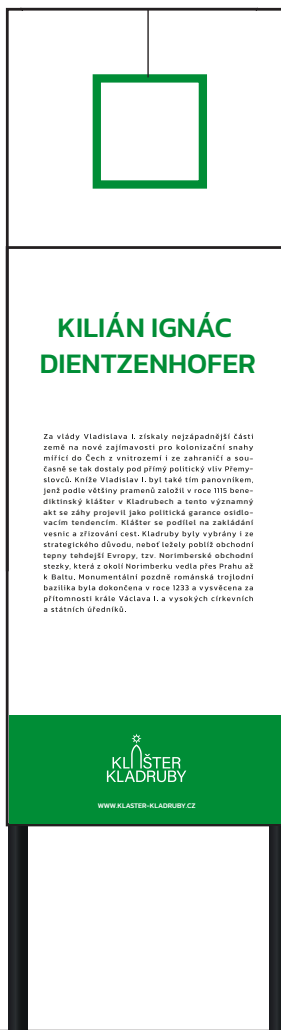 KILIÁN IGNÁC
DIENTZENHOFER
Za vlády Vladislava I. získaly nejzápadnější části
země na nové zajímavosti pro kolonizační snahy
mířící do Čech z vnitrozemí i ze zahraničí a sou-
časně se tak dostaly pod přímý politický vliv Přemy-
slovců. Kníže Vladislav I. byl také tím panovníkem,
jenž podle většiny pramenů založil v roce 1115 bene-
diktinský klášter v Kladrubech a tento významný
akt se záhy projevil jako politická garance osidlo-
vacím tendencím. Klášter se podílel na zakládání
vesnic a zřizování cest. Kladruby byly vybrány i ze
strategického důvodu, neboť ležely poblíž obchodní
tepny tehdejší Evropy, tzv. Norimberské obchodní
stezky, která z okolí Norimberku vedla přes Prahu až
k Baltu, Monumentální pozdně románská trojlodní
bazilika byla dokončena v roce 1233 a vysvěcena za
přítomnosti krále Václava I. a vysokých církevních
a státních úředníků.
KLÁŠTER
KLADRUBY
WWW.KLASTER-KLADRUBY.CZ